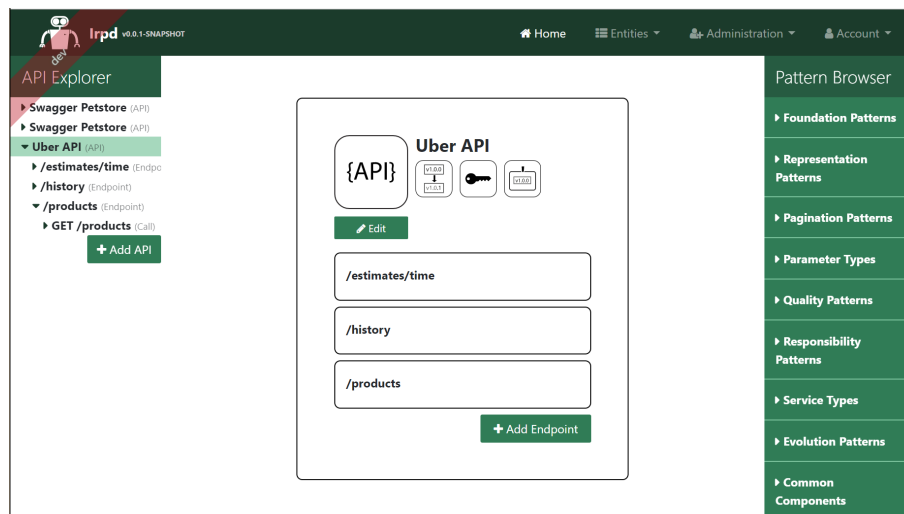 lrpd v0.0.1-SNAPSHOT Home Entities Administration Account
dev
API Explorer
Swagger Petstore (API)
Swagger Petstore (API)
Uber API (API)
/estimates/time (Endpo
/history (Endpoint)
/products (Endpoint)
GET /products (Call)
+ Add API
{API}
Uber API
v1.0.0
v1.0.1
v1.0.0
Edit
/estimates/time
/history
/products
+ Add Endpoint
Pattern Browser
Foundation Patterns
Representation
Patterns
Pagination Patterns
Parameter Types
Quality Patterns
Responsibility
Patterns
Service Types
Evolution Patterns
Common
Components